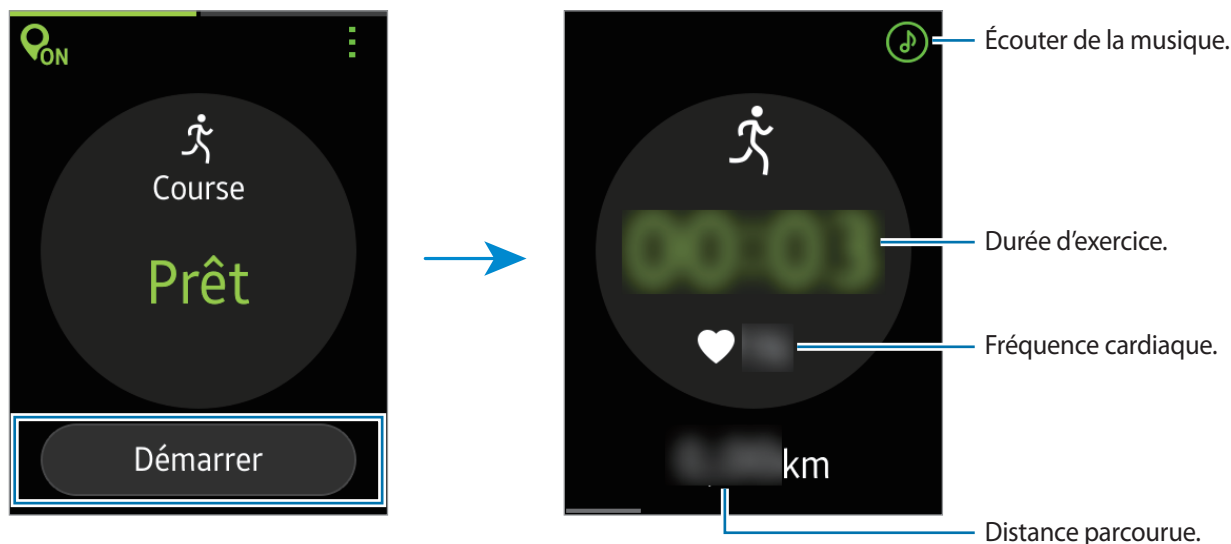 ON
Course
Prêt
Démarrer
Écouter de la musique.
Durée d’exercice.
Fréquence cardiaque.
km
Distance parcourue.